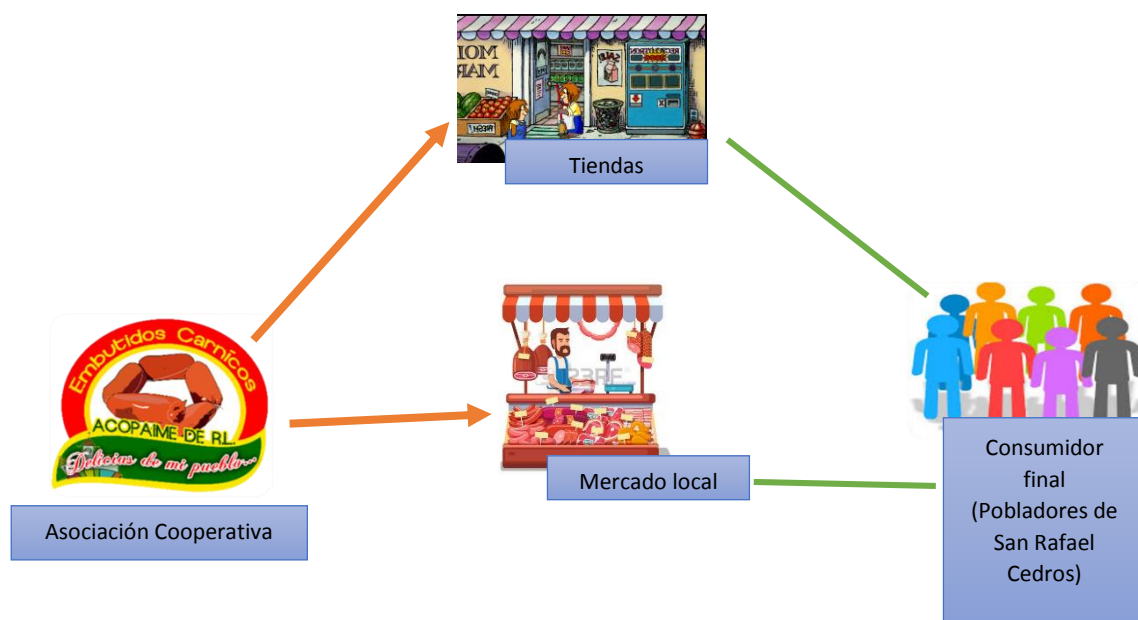 Tiendas
Embutidos Carnicos
ACOPAIME DE R.L.
Delicias de mi pueblo...
Asociación Cooperativa
Mercado local
Consumidor
final
(Pobladores de
San Rafael
Cedros)